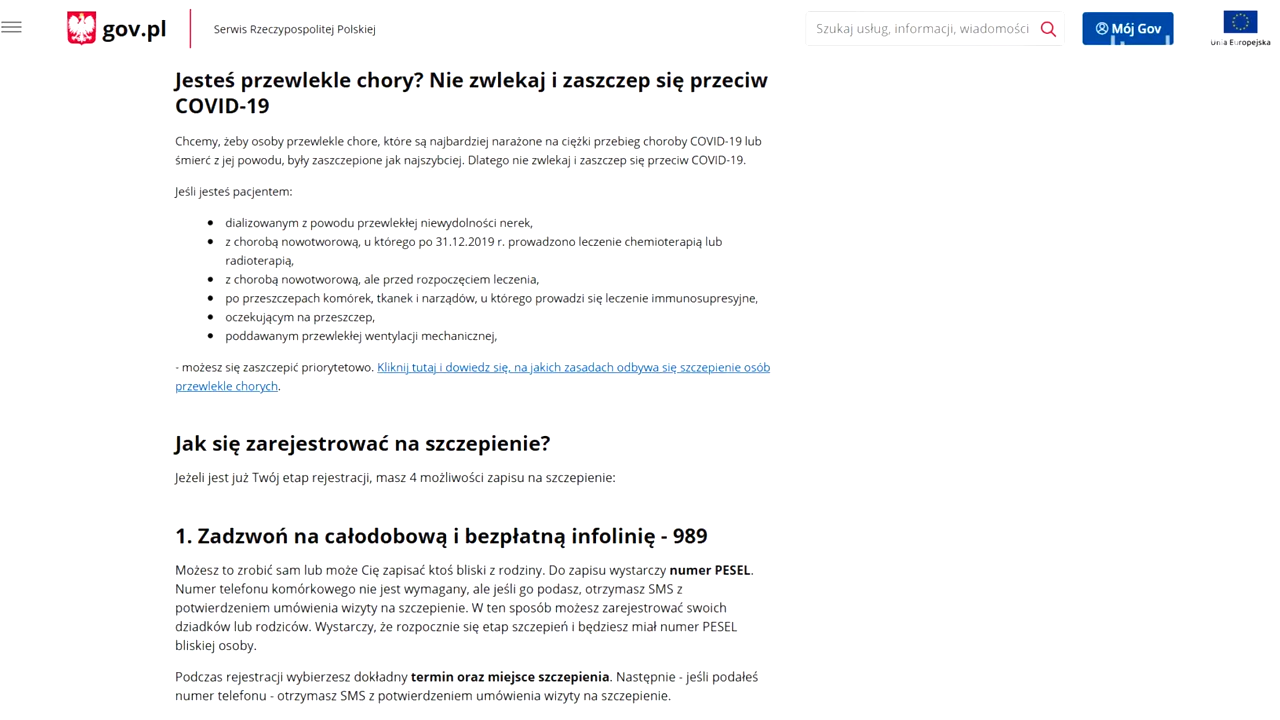 gov.pl
Serwis Rzeczypospolitej Polskiej
Szukaj usług, informacji, wiadomości
Mój Gov
Unia Europejska
Jesteś przewlekle chory? Nie zwlekaj i zaszczep się przeciw
COVID-19
Chcemy, żeby osoby przewlekle chore, które są najbardziej narażone na ciężki przebieg choroby COVID-19 lub
śmierć z jej powodu, były zaszczepione jak najszybciej. Dlatego nie zwlekaj i zaszczep się przeciw COVID-19.
Jeśli jesteś pacjentem:
• dializowanym z powodu przewlekłej niewydolności nerek,
• z chorobą nowotworową, u którego po 31.12.2019 r. prowadzono leczenie chemioterapią lub
radioterapią,
• z chorobą nowotworową, ale przed rozpoczęciem leczenia,
• po przeszczepach komórek, tkanek i narządów, u którego prowadzi się leczenie immunosupresyjne,
• oczekującym na przeszczep,
• poddawanym przewlekłej wentylacji mechanicznej,
- możesz się zaszczepić priorytetowo. Kliknij tutaj i dowiedz się, na jakich zasadach odbywa się szczepienie osób
przewlekle chorych.
Jak się zarejestrować na szczepienie?
Jeżeli jest już Twój etap rejestracji, masz 4 możliwości zapisu na szczepienie:
1. Zadzwoń na całodobową i bezpłatną infolinię - 989
Możesz to zrobić sam lub może Cię zapisać ktoś bliski z rodziny. Do zapisu wystarczy numer PESEL.
Numer telefonu komórkowego nie jest wymagany, ale jeśli go podasz, otrzymasz SMS z
potwierdzeniem umówienia wizyty na szczepienie. W ten sposób możesz zarejestrować swoich
dziadków lub rodziców. Wystarczy, że rozpocznie się etap szczepień i będziesz miał numer PESEL
bliskiej osoby.
Podczas rejestracji wybierzesz dokładny termin oraz miejsce szczepienia. Następnie - jeśli podałeś
numer telefonu - otrzymasz SMS z potwierdzeniem umówienia wizyty na szczepienie.